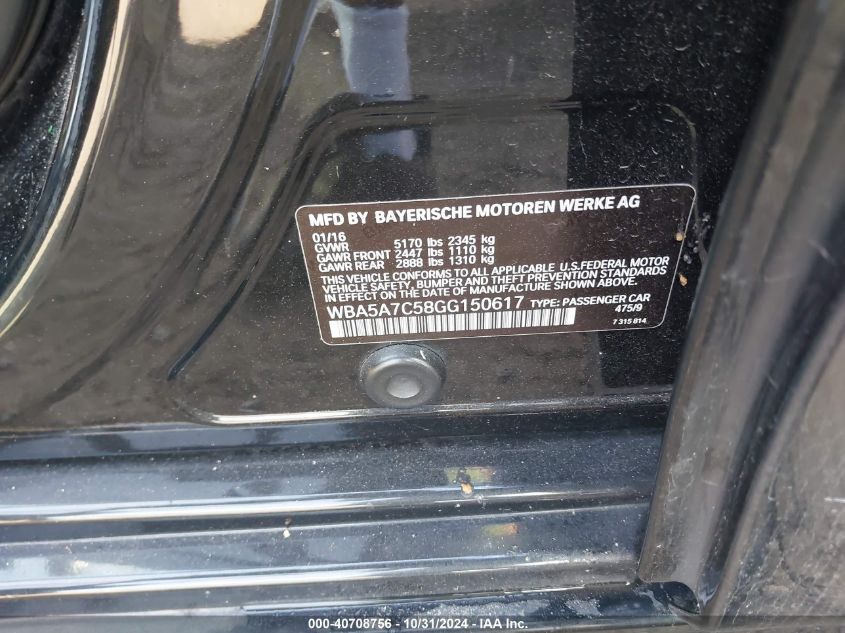 MFD BY BAYERISCHE MOTOREN WERKE AG
01/16
GVWR 5170 lbs 2345 kg
GAWR FRONT 2447 lbs 1110 kg
GAWR REAR 2888 lbs 1310 kg
THIS VEHICLE CONFORMS TO ALL APPLICABLE U.S.FEDERAL MOTOR
VEHICLE SAFETY, BUMPER AND THEFT PREVENTION STANDARDS
IN EFFECT ON THE DATE OF MANUFACTURE SHOWN ABOVE.
WBA5A7C58GG150617 TYPE: PASSENGER CAR
475/9
7 315 814
000-40708756 - 10/31/2024 - IAA Inc.